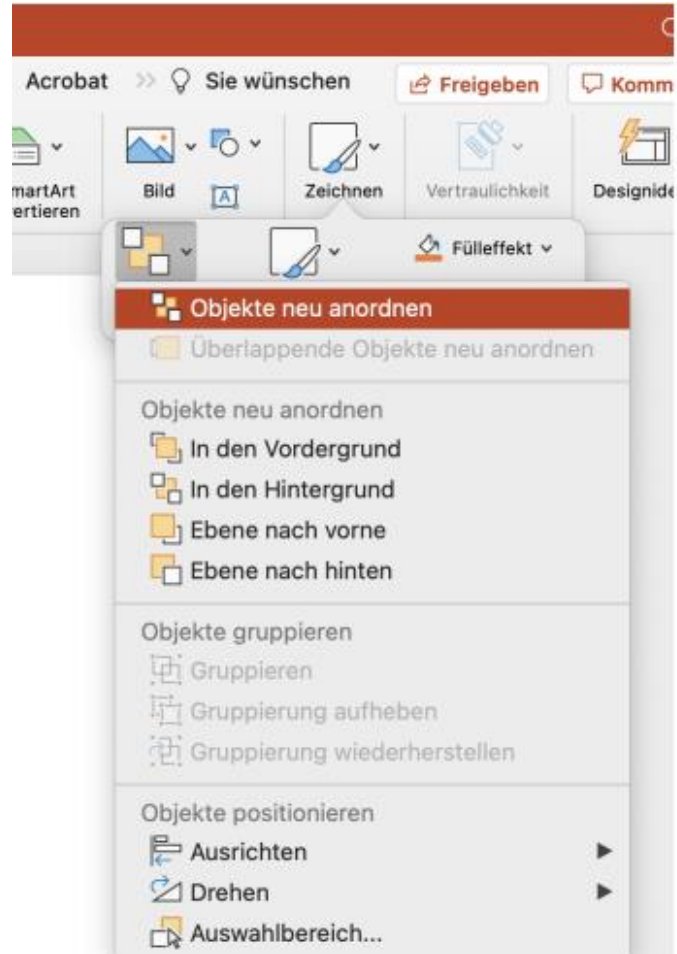 Acrobat Sie wünschen Freigeben Komm
martArt Bild Zeichnen Vertraulichkeit Designide
ertieren
Fülleffekt
Objekte neu anordnen
Überlappende Objekte neu anordnen
Objekte neu anordnen
In den Vordergrund
In den Hintergrund
Ebene nach vorne
Ebene nach hinten
Objekte gruppieren
Gruppieren
Gruppierung aufheben
Gruppierung wiederherstellen
Objekte positionieren
Ausrichten
Drehen
Auswahlbereich...